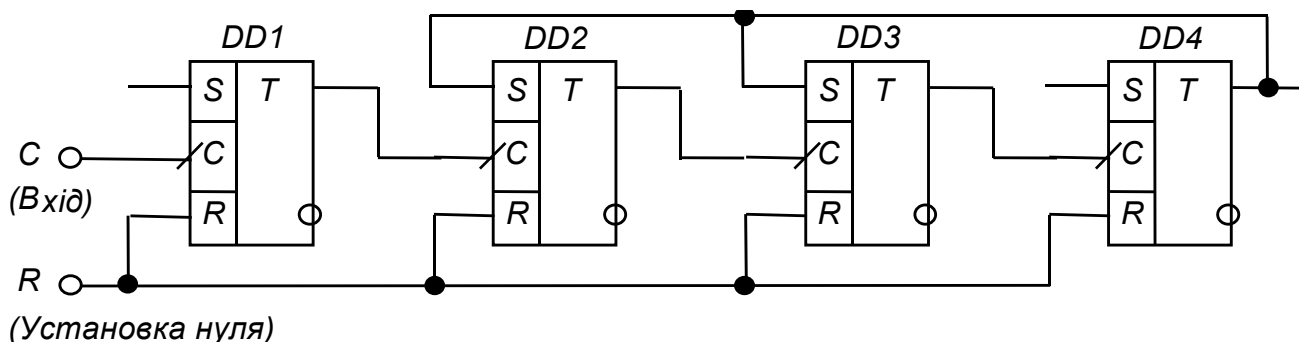 DD1 DD2 DD3 DD4
S T S T S T S T
C C C C C
(Вхід)
R R R R
R
(Установка нуля)